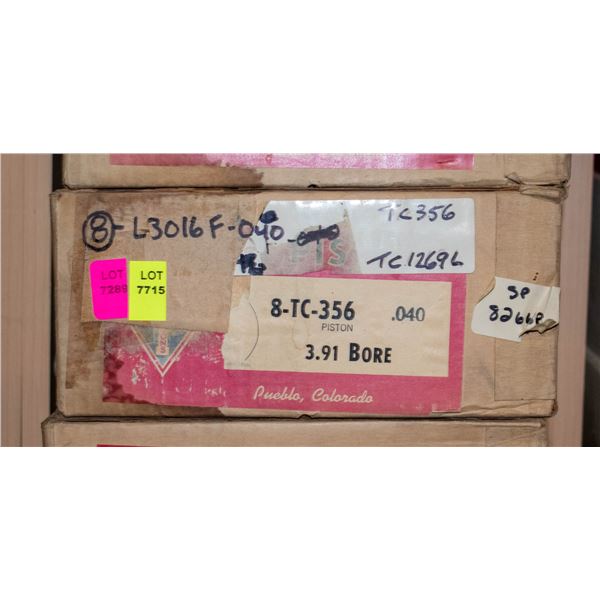 ⑧-L3016F-040
TC356
TC1269L
LOT
7289
LOT
7715
8-TC-356 .040
PISTON
3.91 BORE
SP
8266P
Pueblo, Colorado